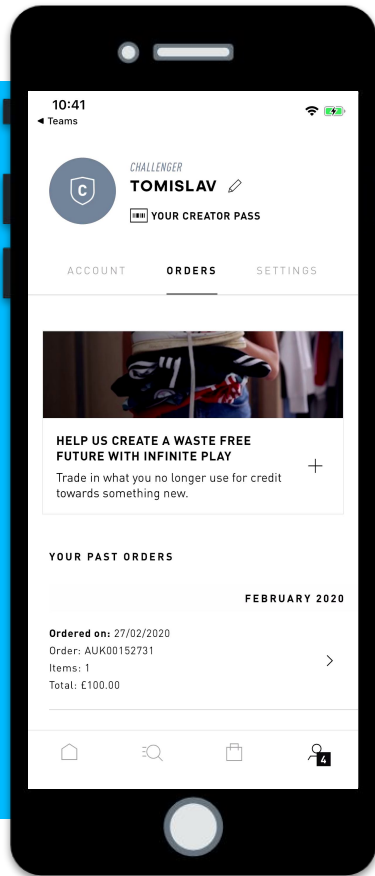 10:41
◀ Teams
CHALLENGER
C
TOMISLAV
YOUR CREATOR PASS
ACCOUNT ORDERS SETTINGS
HELP US CREATE A WASTE FREE
FUTURE WITH INFINITE PLAY
Trade in what you no longer use for credit
towards something new.
YOUR PAST ORDERS
FEBRUARY 2020
Ordered on: 27/02/2020
Order: AUK00152731
Items: 1
Total: £100.00
4